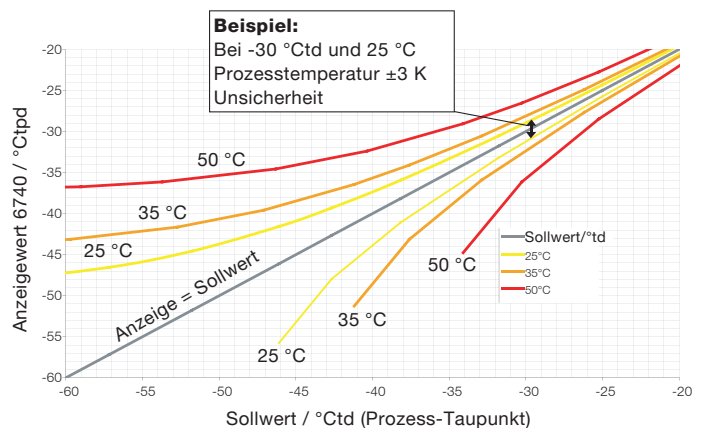 Beispiel:
Bei -30 °Ctd und 25 °C
Prozesstemperatur ±3 K
Unsicherheit
Anzeigewert 6740 / °Ctpd
-20
-25
-30
-35
-40
-45
-50
-55
-60
50 °C
35 °C
25 °C
Anzeige = Sollwert
50 °C
35 °C
25 °C
Sollwert/°td
25°C
35°C
50°C
-60
-55
-50
-45
-40
-35
-30
-25
-20
Sollwert / °Ctd (Prozess-Taupunkt)